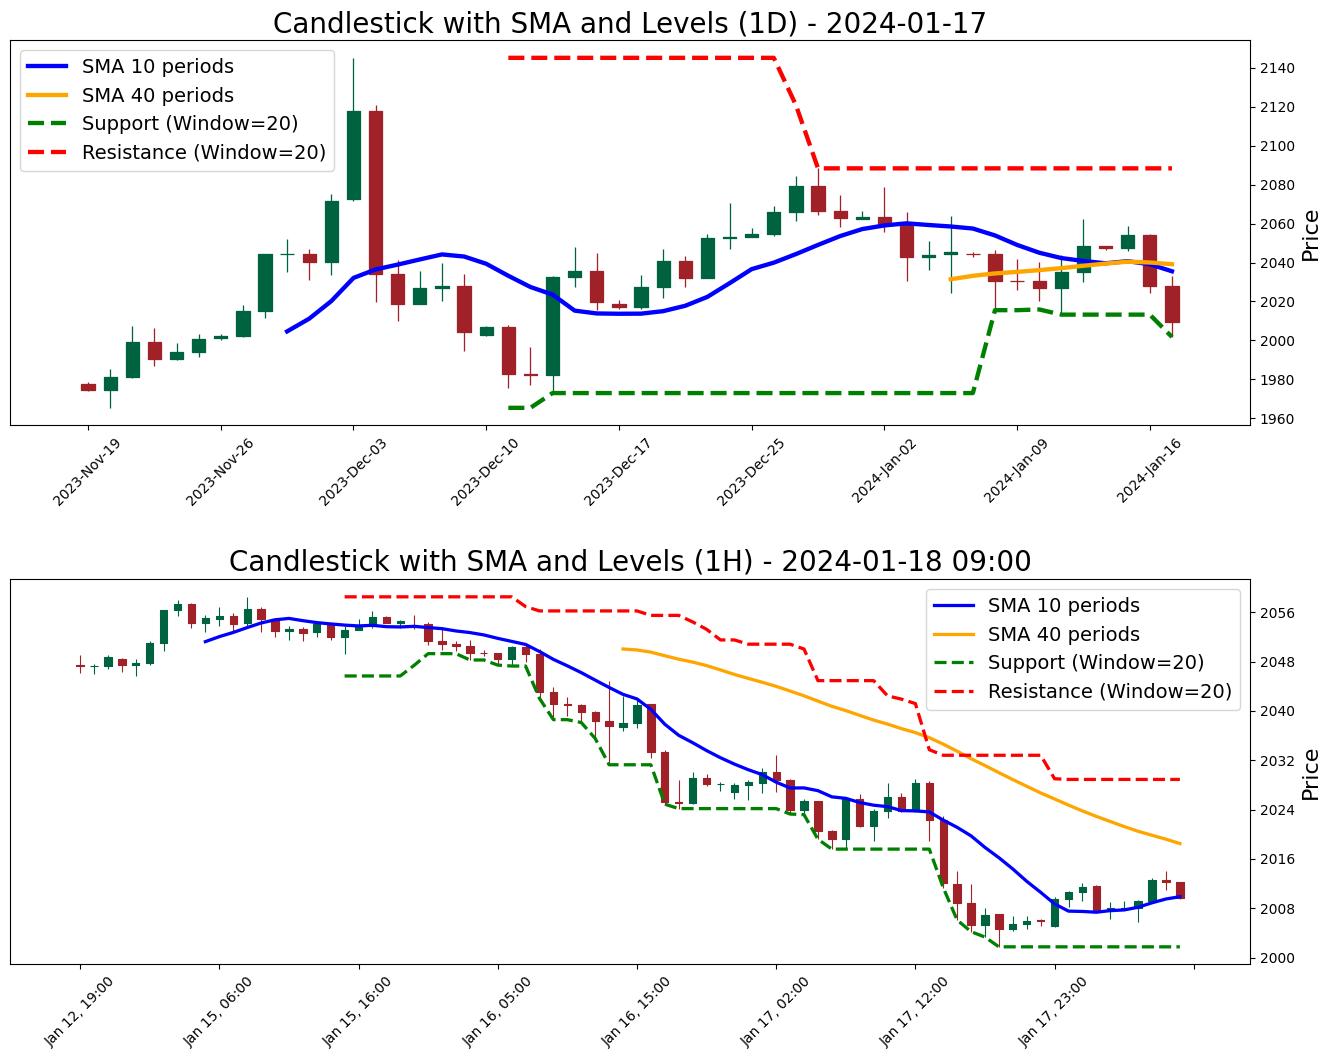 Candlestick with SMA and Levels (1D) - 2024-01-17
SMA 10 periods
SMA 40 periods
Support (Window=20)
Resistance (Window=20)
2140
2120
2100
2080
2060
2040
2020
2000
1980
1960
Price
2023-Nov-19
2023-Nov-26
2023-Dec-03
2023-Dec-10
2023-Dec-17
2023-Dec-25
2024-Jan-02
2024-Jan-09
2024-Jan-16
Candlestick with SMA and Levels (1H) - 2024-01-18 09:00
SMA 10 periods
SMA 40 periods
Support (Window=20)
Resistance (Window=20)
2056
2048
2040
2032
2024
2016
2008
2000
Price
Jan 12, 19:00
Jan 15, 06:00
Jan 15, 16:00
Jan 16, 05:00
Jan 16, 15:00
Jan 17, 02:00
Jan 17, 12:00
Jan 17, 23:00